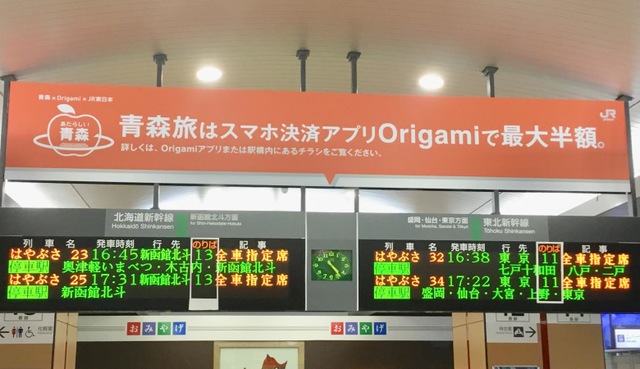 青森×Origami×JR東日本
JR
あたらしい!
青森
青森旅はスマホ決済アプリOrigamiで最大半額。
詳しくは、Origamiアプリまたは駅構内にあるチラシをご覧ください。
北海道新幹線
Hokkaidō Shinkansen
新函館北斗方面
for Shin-Hakodate-Hokuto
列車名 発車時刻 行先 のりば 記事
はやぶさ 23 16:45 新函館北斗 13 全車指定席
停車駅 奥津軽いまべつ・木古内・新函館北斗
はやぶさ 25 17:31 新函館北斗 13 全車指定席
停車駅 新函館北斗
盛岡・仙台・東京方面
for Morioka, Sendai & Tōkyō
東北新幹線
Tōhoku Shinkansen
列車名 発車時刻 行先 のりば 記事
はやぶさ 32 16:38 東京 11 全車指定席
停車駅 七戸十和田 八戸・二戸
はやぶさ 34 17:22 東京 11 全車指定席
停車駅 盛岡・仙台・大宮・上野・東京
おみやげ
おみやげ